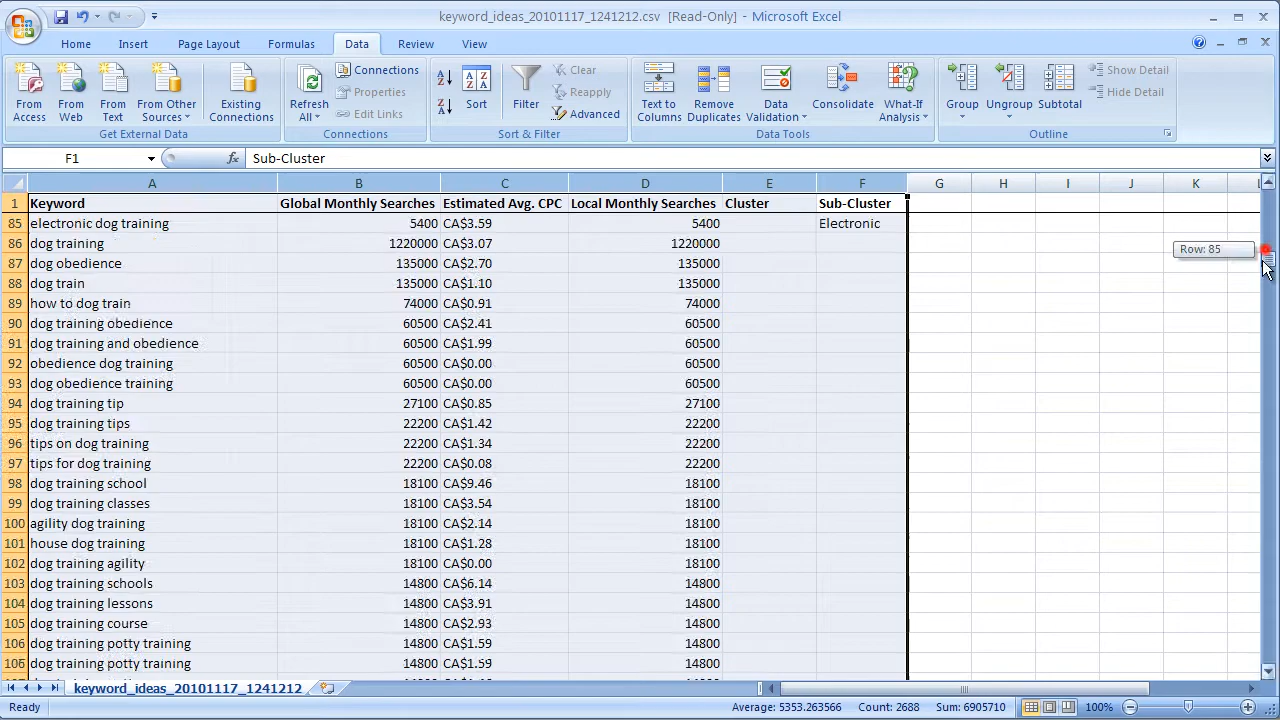 keyword_ideas_20101117_1241212.csv [Read-Only] - Microsoft Excel
Home Insert Page Layout Formulas Data Review View
From Access From Web From Text From Other Sources Existing Connections Refresh All Connections Properties Edit Links Sort Filter Clear Reapply Advanced Text to Columns Remove Duplicates Data Validation Consolidate What-If Analysis Group Ungroup Subtotal Show Detail Hide Detail
Get External Data Connections Sort & Filter Data Tools Outline
F1 fx Sub-Cluster
A B C D E F G H I J K L
1 Keyword Global Monthly Searches Estimated Avg. CPC Local Monthly Searches Cluster Sub-Cluster
85 electronic dog training 5400 CA$3.59 5400 Electronic
86 dog training 1220000 CA$3.07 1220000
Row: 85
87 dog obedience 135000 CA$2.70 135000
88 dog train 135000 CA$1.10 135000
89 how to dog train 74000 CA$0.91 74000
90 dog training obedience 60500 CA$2.41 60500
91 dog training and obedience 60500 CA$1.99 60500
92 obedience dog training 60500 CA$0.00 60500
93 dog obedience training 60500 CA$0.00 60500
94 dog training tip 27100 CA$0.85 27100
95 dog training tips 22200 CA$1.42 22200
96 tips on dog training 22200 CA$1.34 22200
97 tips for dog training 22200 CA$0.08 22200
98 dog training school 18100 CA$9.46 18100
99 dog training classes 18100 CA$3.54 18100
100 agility dog training 18100 CA$2.14 18100
101 house dog training 18100 CA$1.28 18100
102 dog training agility 18100 CA$0.00 18100
103 dog training schools 14800 CA$6.14 14800
104 dog training lessons 14800 CA$3.91 14800
105 dog training course 14800 CA$2.93 14800
106 dog training potty training 14800 CA$1.59 14800
dog training potty training 14800 CA$1.59 14800
keyword_ideas_20101117_1241212
Ready Average: 5353.263566 Count: 2688 Sum: 6905710 100%